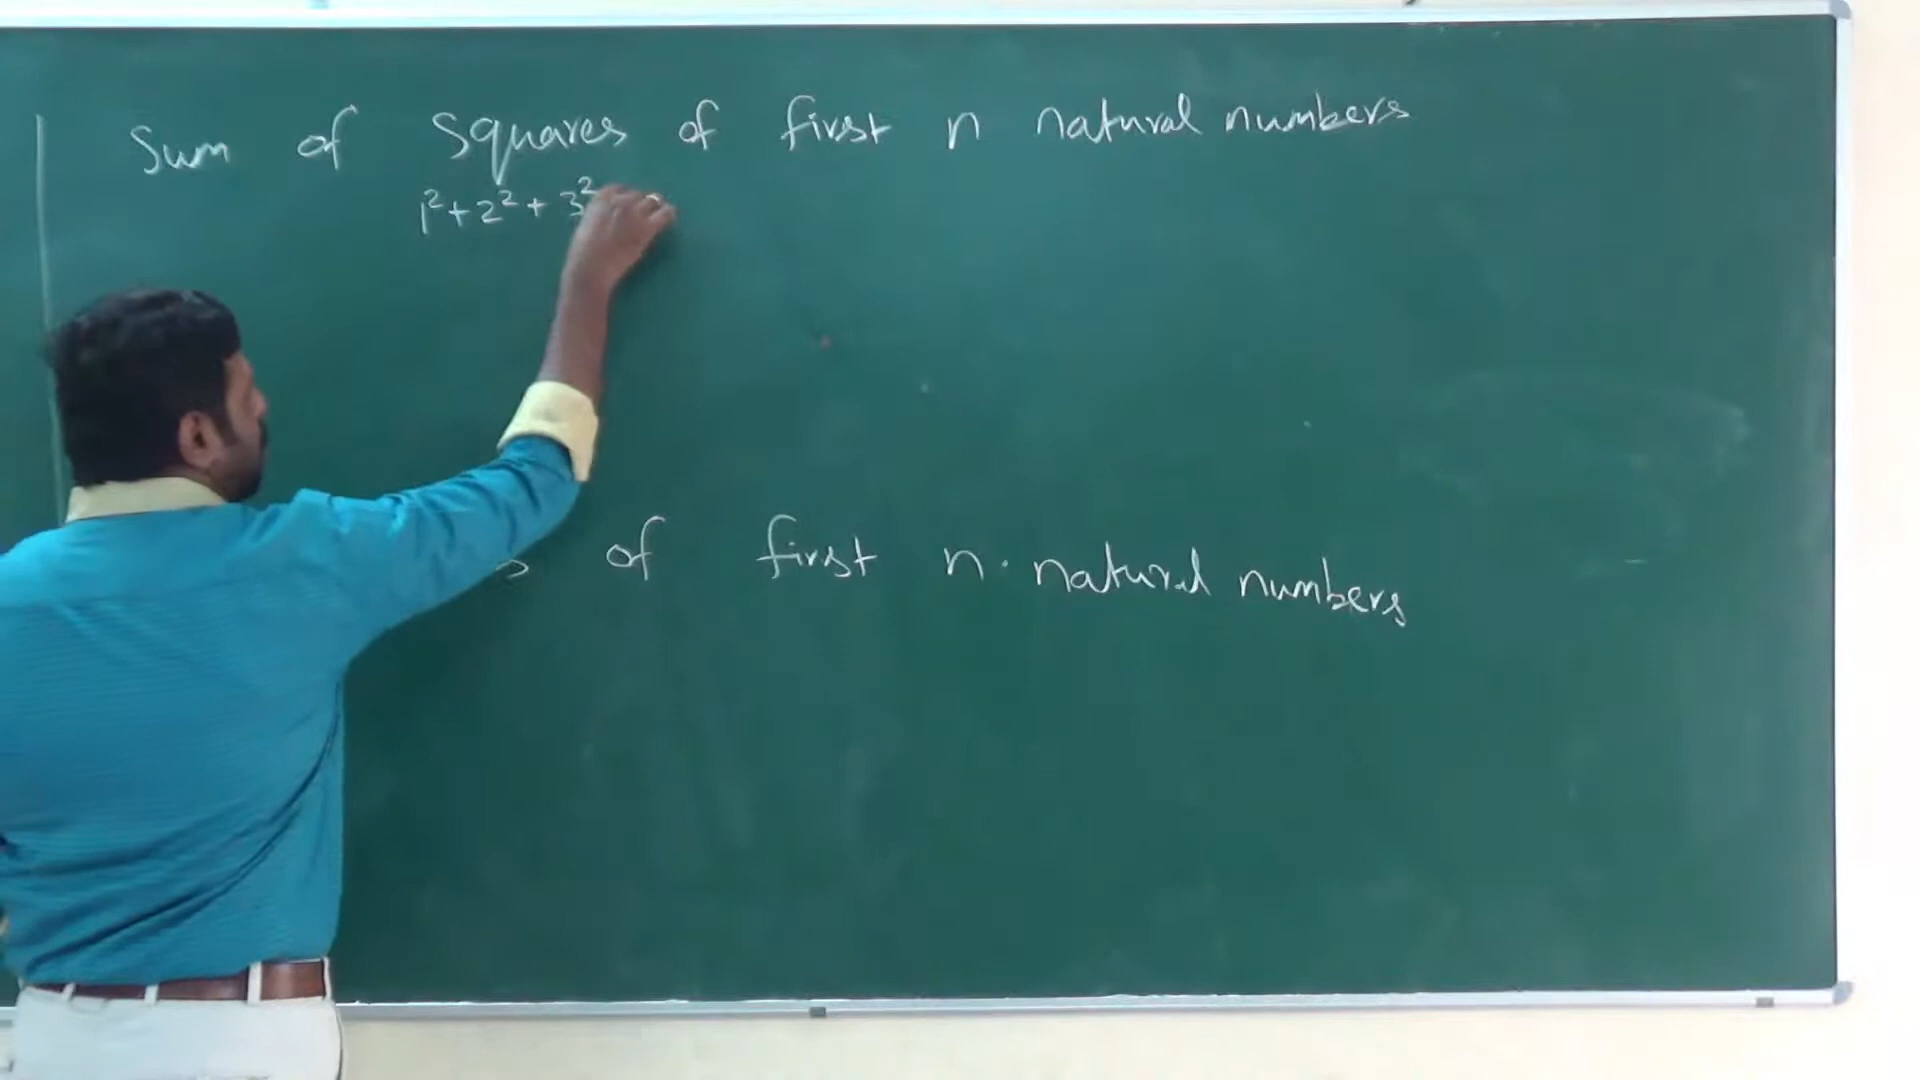 Sum of squares of first n natural numbers
1²+2²+3²
of first n. natural numbers